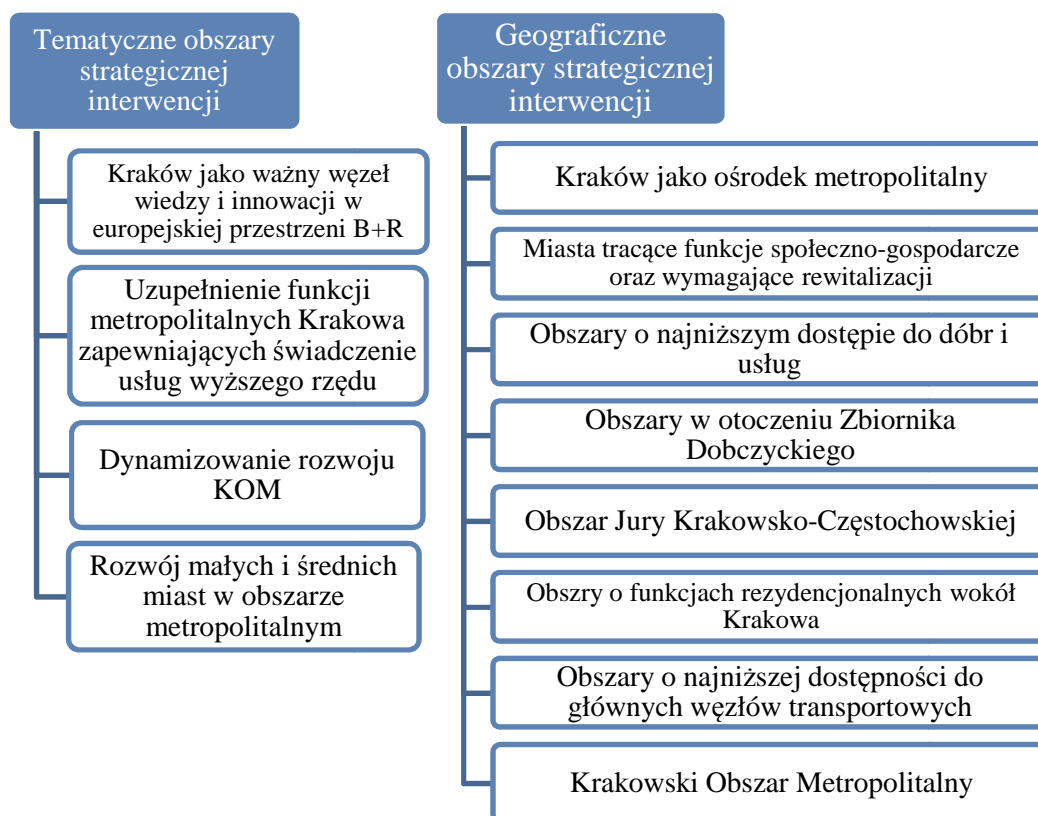 Tematyczne obszary
strategicznej
interwencji
Kraków jako ważny węzeł
wiedzy i innowacji w
europejskiej przestrzeni B+R
Uzupełnienie funkcji
metropolitalnych Krakowa
zapewniających świadczenie
usług wyższego rzędu
Dynamizowanie rozwoju
KOM
Rozwój małych i średnich
miast w obszarze
metropolitalnym
Geograficzne
obszary strategicznej
interwencji
Kraków jako ośrodek metropolitalny
Miasta tracące funkcje społeczno-gospodarcze
oraz wymagające rewitalizacji
Obszary o najniższym dostępie do dóbr i
usług
Obszary w otoczeniu Zbiornika
Dobczyckiego
Obszar Jury Krakowsko-Częstochowskiej
Obszry o funkcjach rezydencjonalnych wokół
Krakowa
Obszary o najniższej dostępności do
głównych węzłów transportowych
Krakowski Obszar Metropolitalny